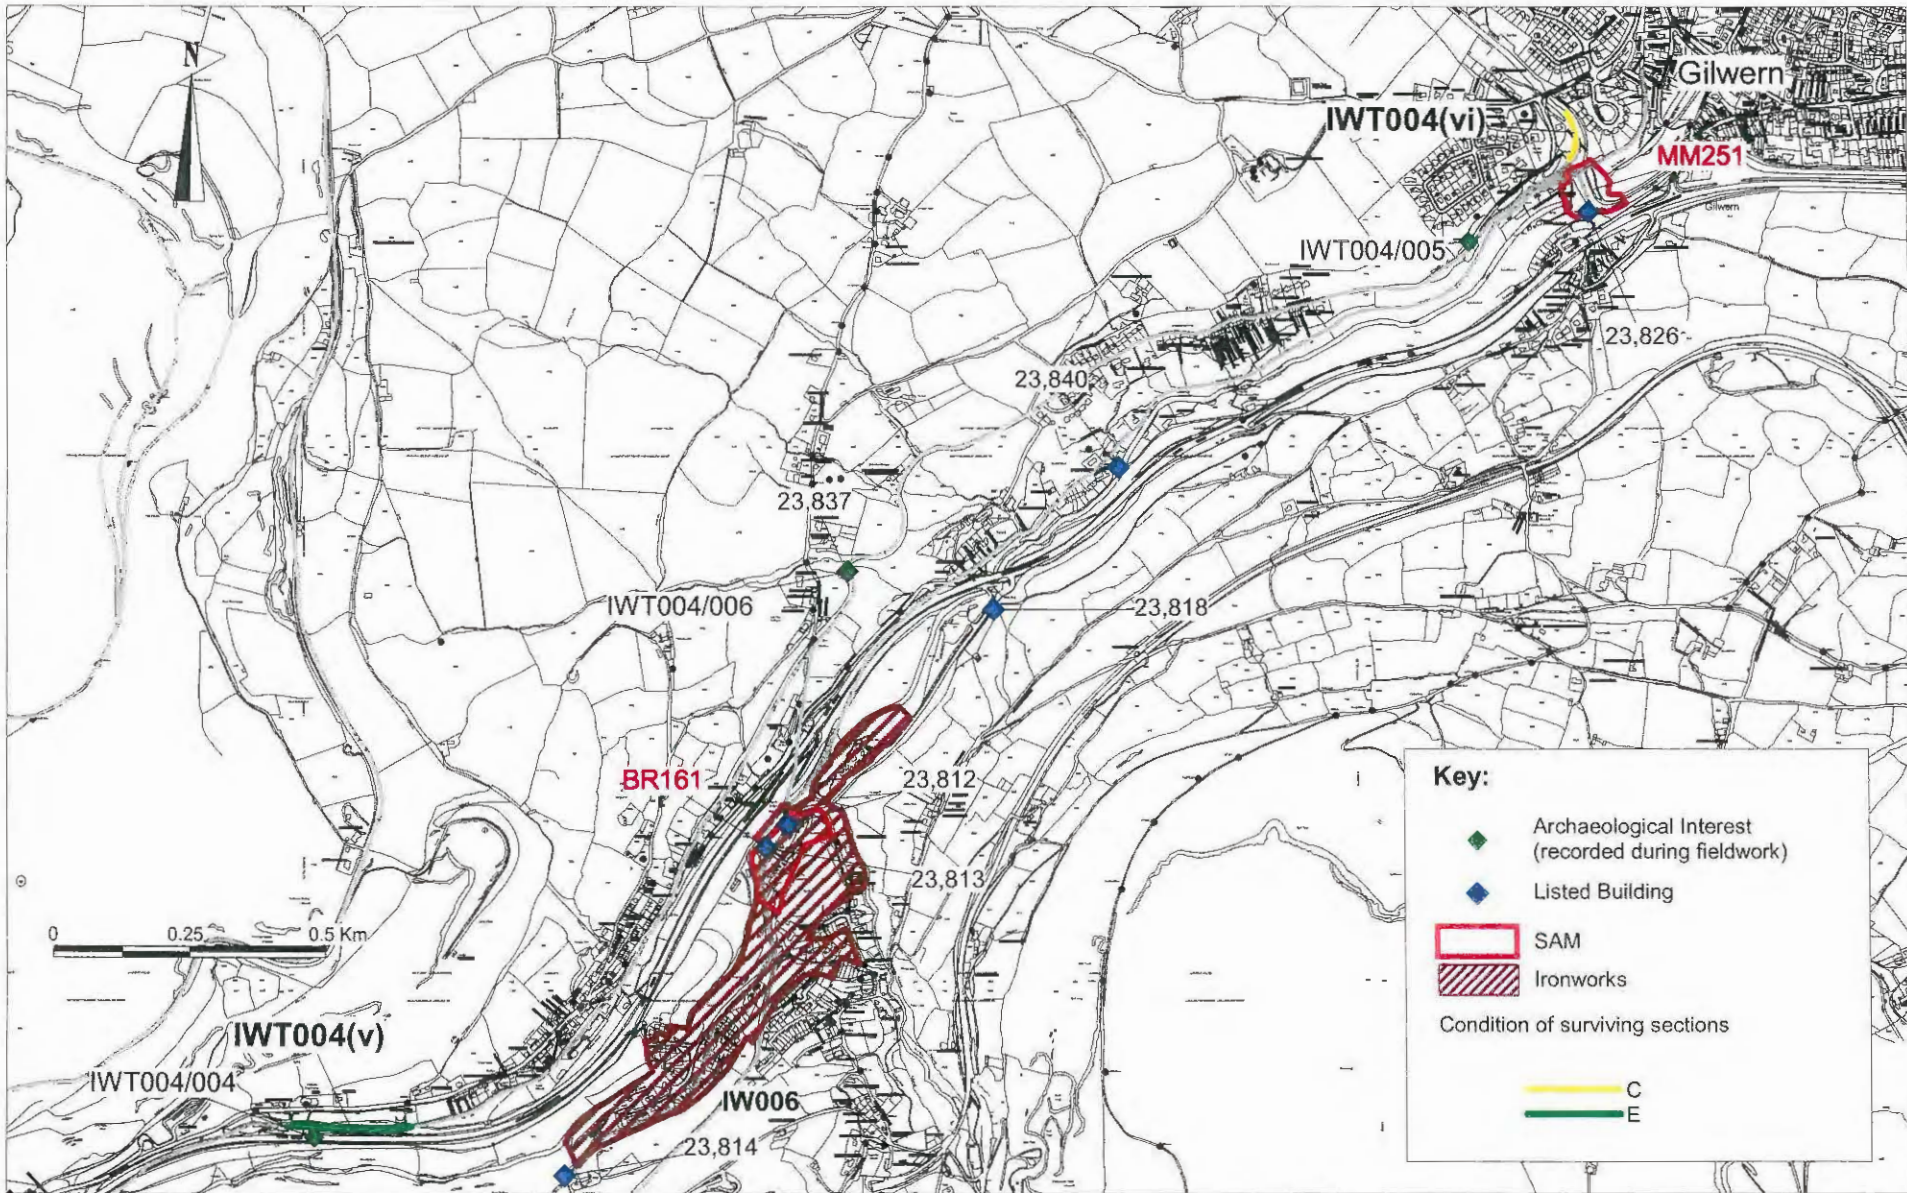 N
Gilwern
IWT004(vi)
MM251
Gilwern
IWT004/005
23,826
23,840
23,837
IWT004/006
23,818
BR161
23,812
23,813
0 0.25 0.5 Km
IWT004(v)
IWT004/004
IW006
23,814
Key:
Archaeological Interest
(recorded during fieldwork)
Listed Building
SAM
Ironworks
Condition of surviving sections
C
E